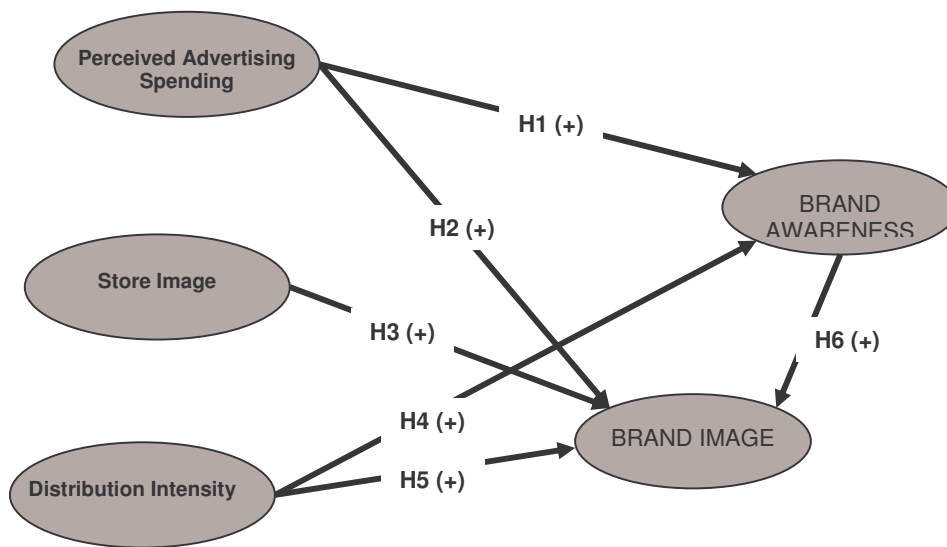 Perceived Advertising
Spending
H1 (+)
BRAND
AWARENESS
H2 (+)
Store Image
H3 (+)
H6 (+)
H4 (+)
BRAND IMAGE
H5 (+)
Distribution Intensity